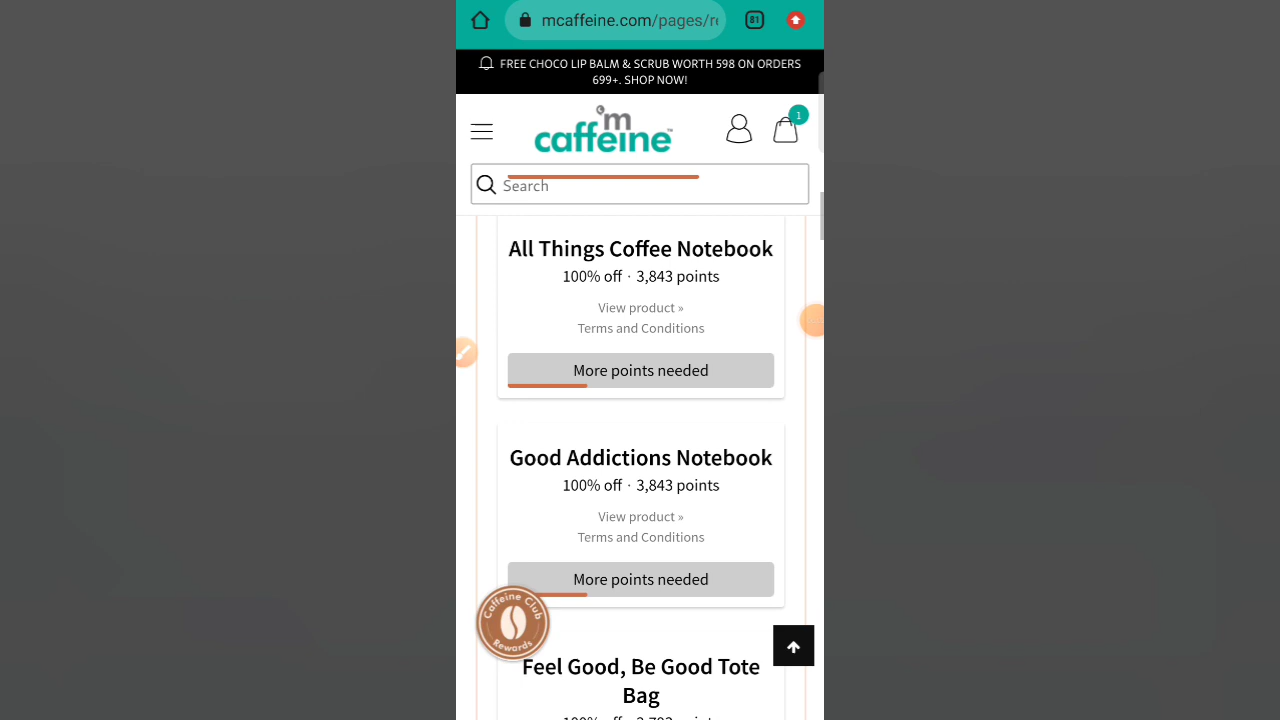 mcaffeine.com/pages/r
81
FREE CHOCO LIP BALM & SCRUB WORTH 598 ON ORDERS
699+. SHOP NOW!
'm
caffeine™
1
Search
All Things Coffee Notebook
100% off · 3,843 points
View product »
Terms and Conditions
More points needed
Good Addictions Notebook
100% off · 3,843 points
View product »
Terms and Conditions
More points needed
Caffeine Club
Rewards
Feel Good, Be Good Tote
Bag